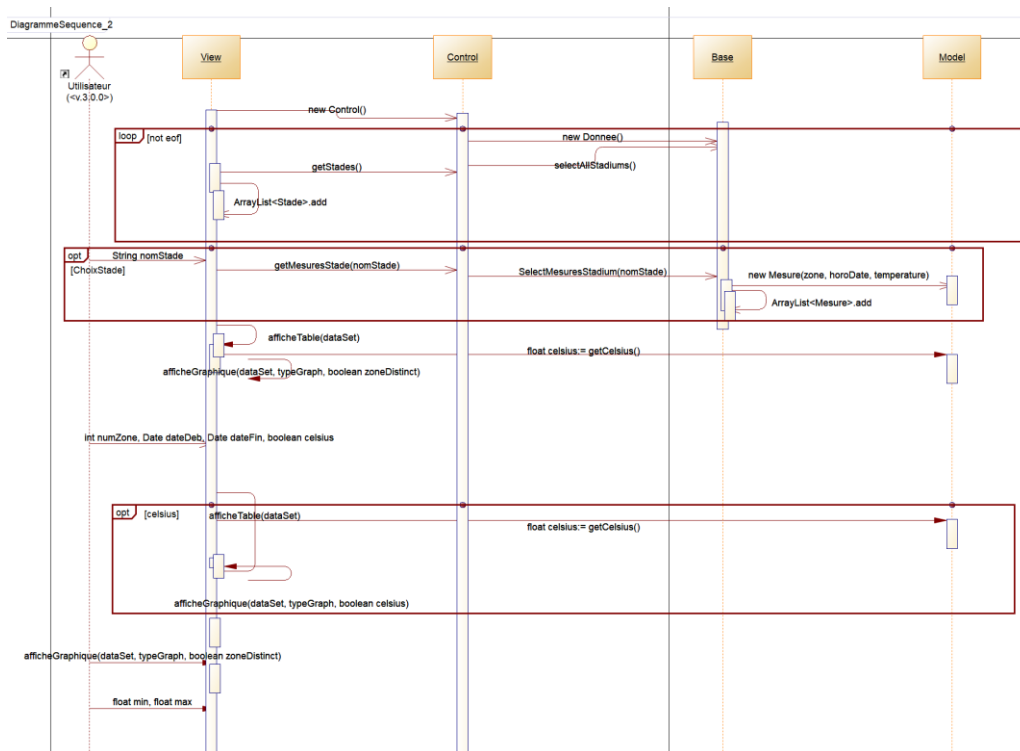 DiagrammeSequence_2
View
Control
Base
Model
Utilisateur
(<v.3.0.0>)
new Control()
loop
[not eof]
new Donnee()
getStades()
selectAllStadiums()
ArrayList<Stade>.add
opt
String nomStade
[ChoixStade]
getMesuresStade(nomStade)
SelectMesuresStadium(nomStade)
new Mesure(zone, horoDate, temperature)
ArrayList<Mesure>.add
afficheTable(dataSet)
float celsius:= getCelsius()
afficheGraphique(dataSet, typeGraph, boolean zoneDistinct)
int numZone, Date dateDeb, Date dateFin, boolean celsius
opt
[celsius]
afficheTable(dataSet)
float celsius:= getCelsius()
afficheGraphique(dataSet, typeGraph, boolean celsius)
afficheGraphique(dataSet, typeGraph, boolean zoneDistinct)
float min, float max